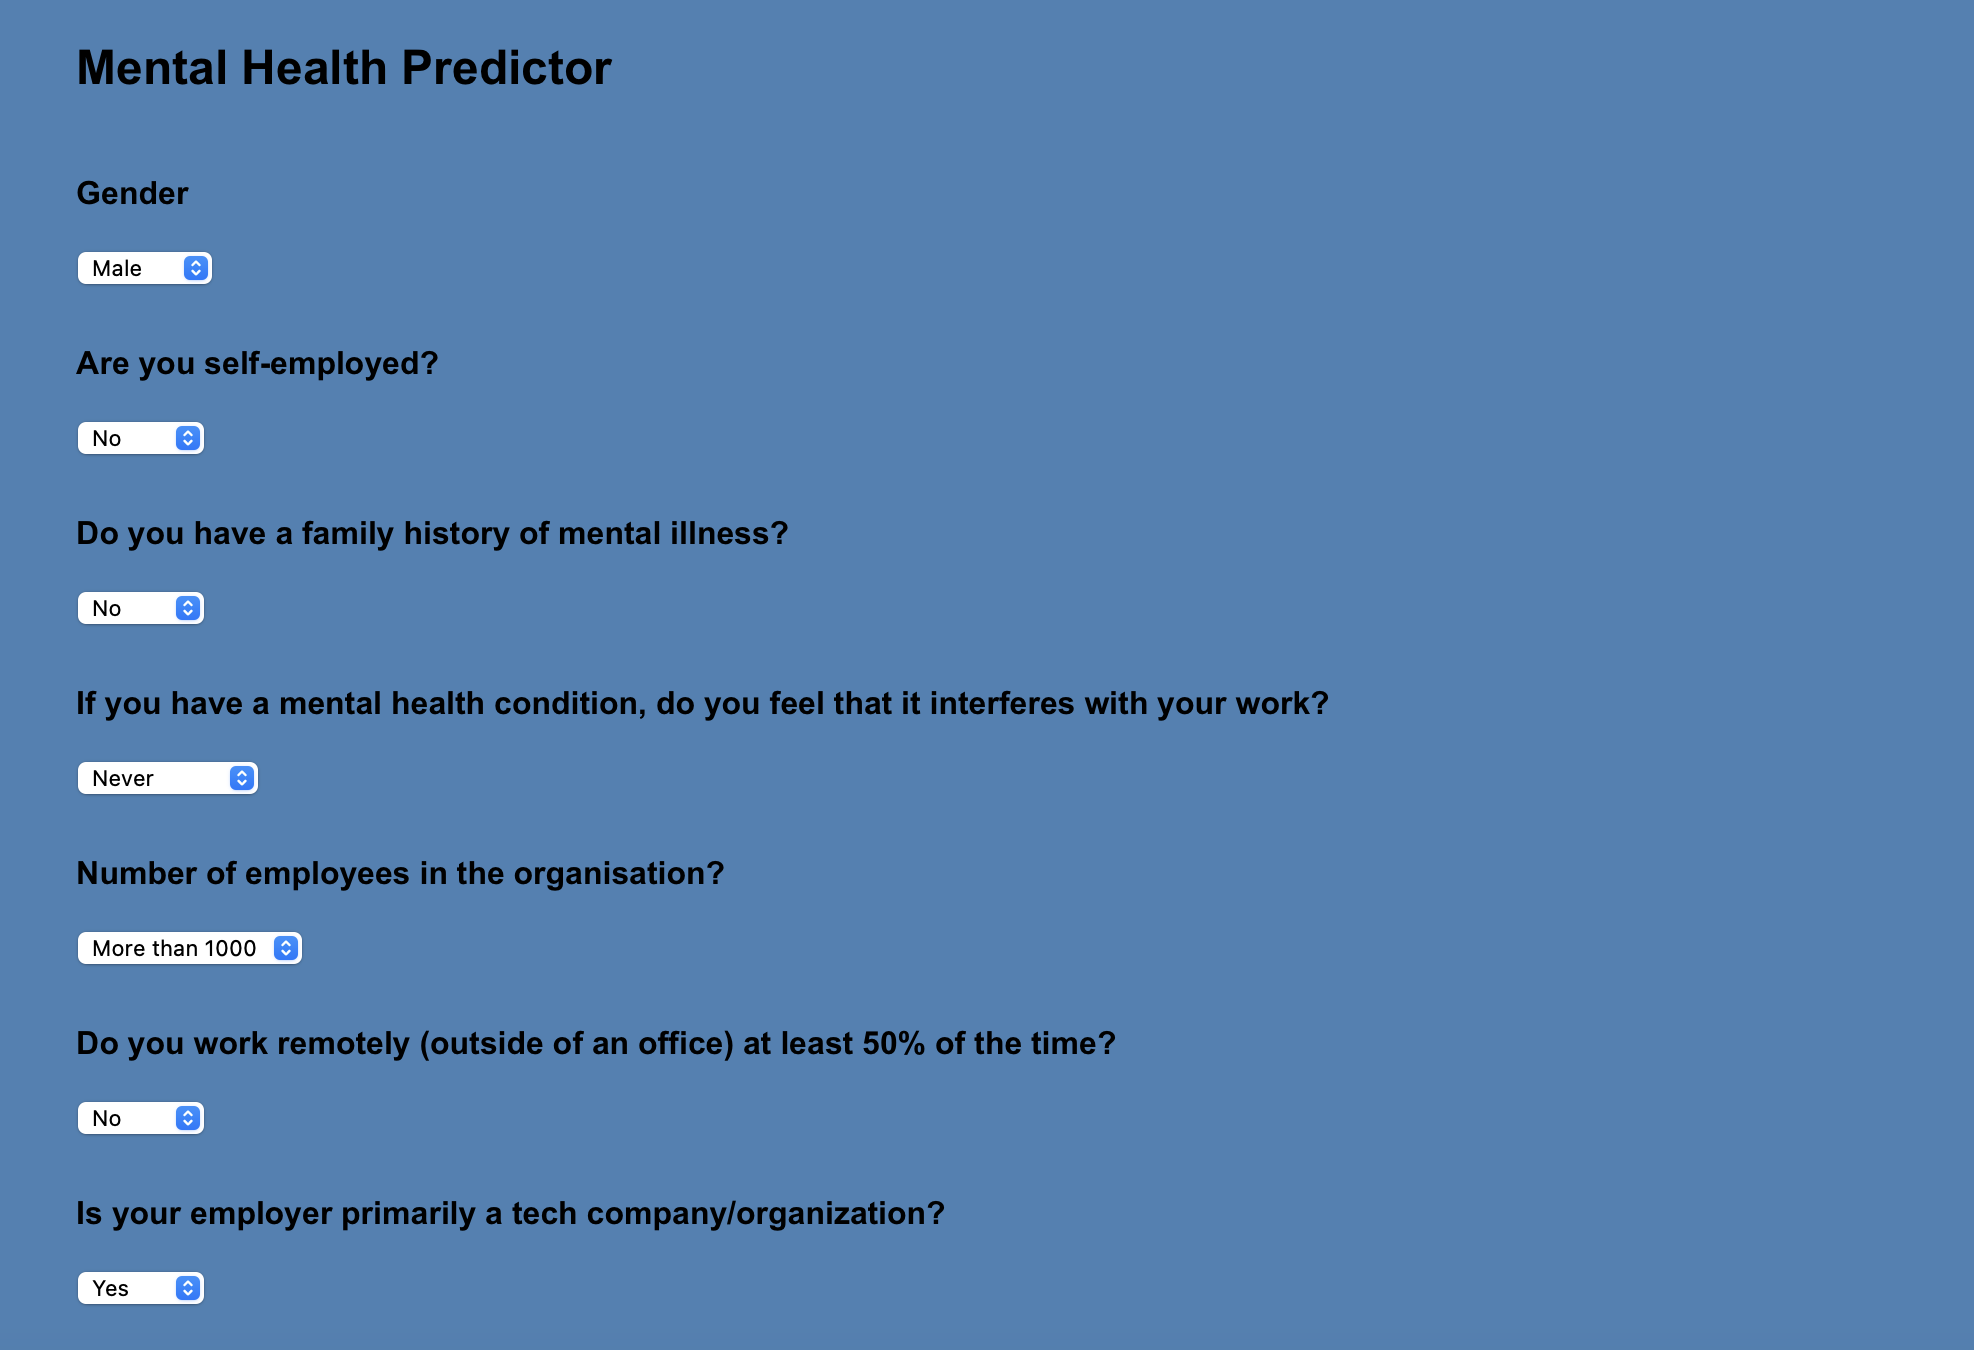 Mental Health Predictor
Gender
Male
Are you self-employed?
No
Do you have a family history of mental illness?
No
If you have a mental health condition, do you feel that it interferes with your work?
Never
Number of employees in the organisation?
More than 1000
Do you work remotely (outside of an office) at least 50% of the time?
No
Is your employer primarily a tech company/organization?
Yes